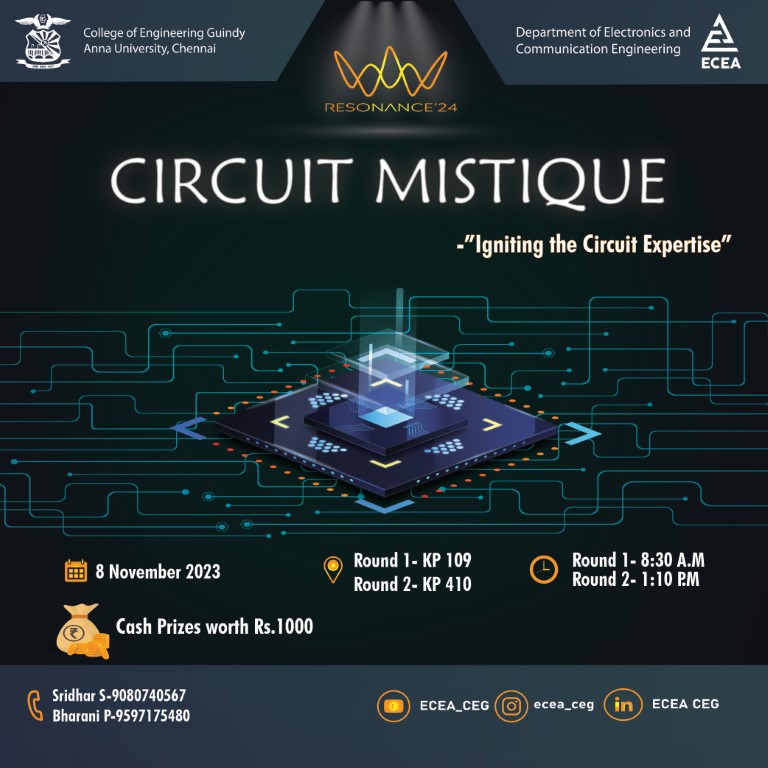 College of Engineering Guindy
Anna University, Chennai
Department of Electronics and
Communication Engineering
ECEA
RESONANCE'24
CIRCUIT MISTIQUE
-"Igniting the Circuit Expertise"
8 November 2023
Round 1- KP 109
Round 2- KP 410
Round 1- 8:30 A.M
Round 2- 1:10 P.M
Cash Prizes worth Rs.1000
Sridhar S-9080740567
Bharani P-9597175480
ECEA_CEG
ecea_ceg
in
ECEA CEG